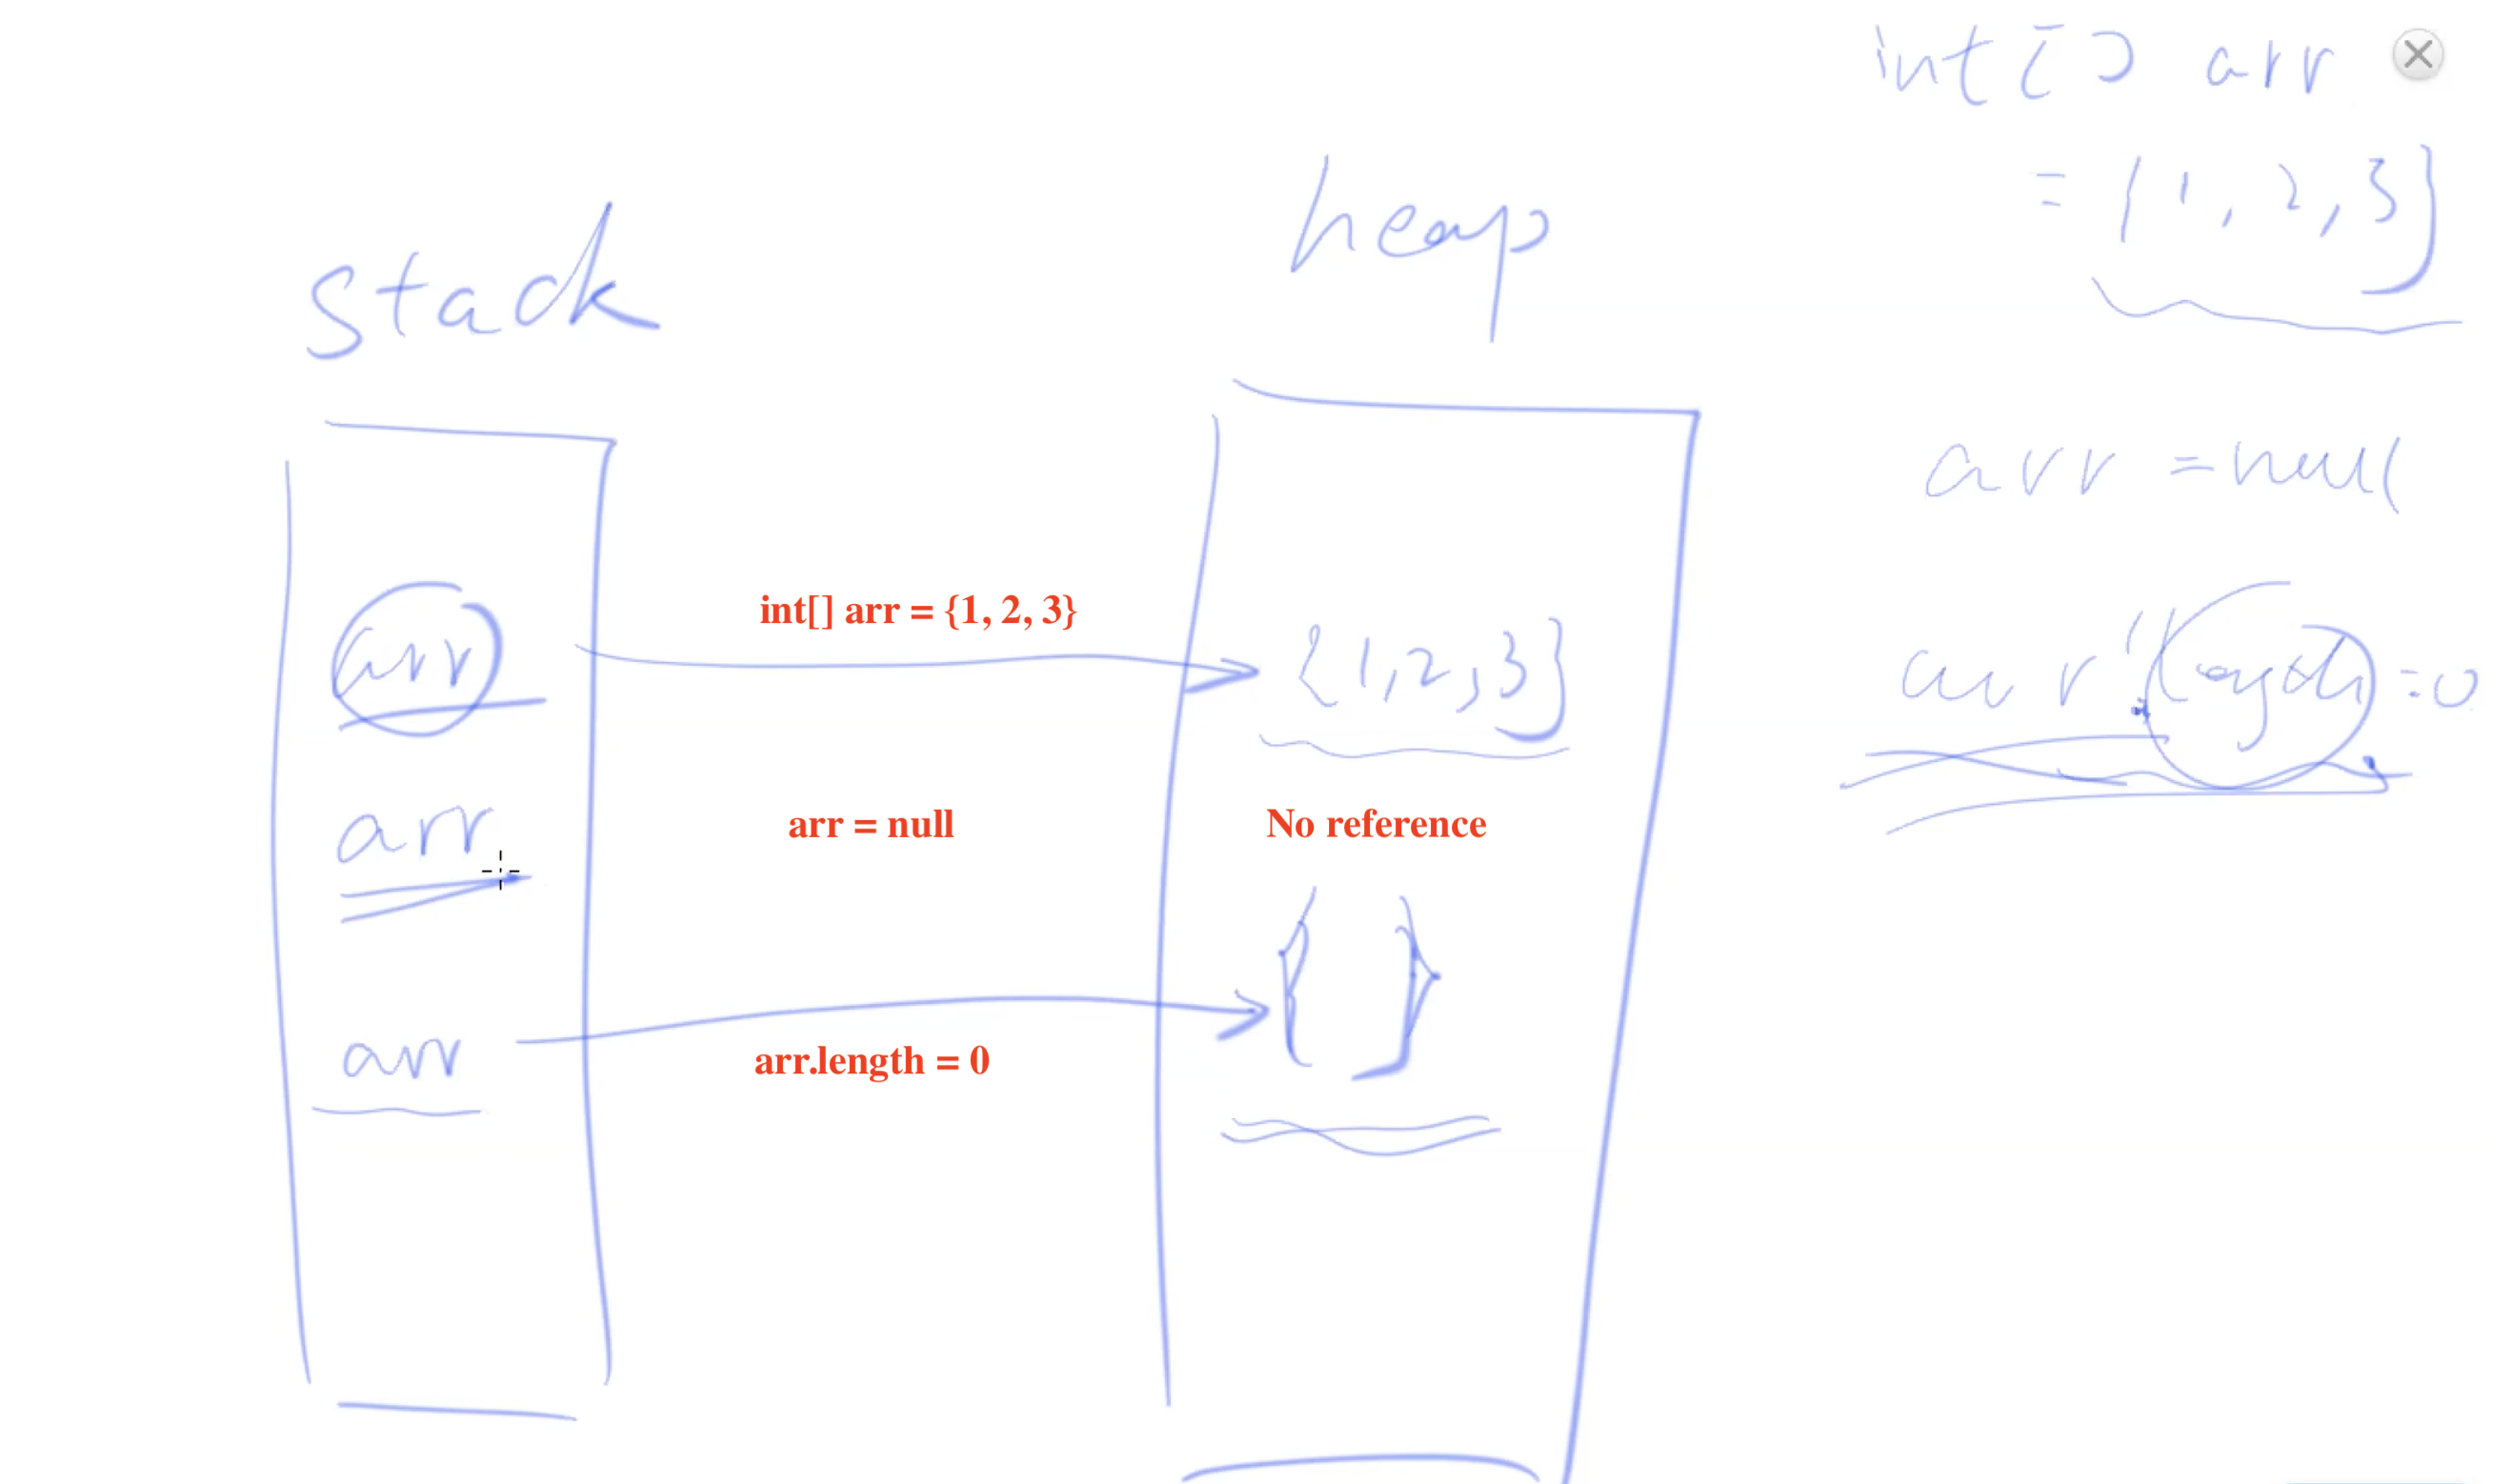 int[] arr
= {1, 2, 3}
stack
heap
arr = null
int[] arr = {1, 2, 3}
arr
{1, 2, 3}
arr.length = 0
arr
arr = null
No reference
{ }
arr
arr.length = 0